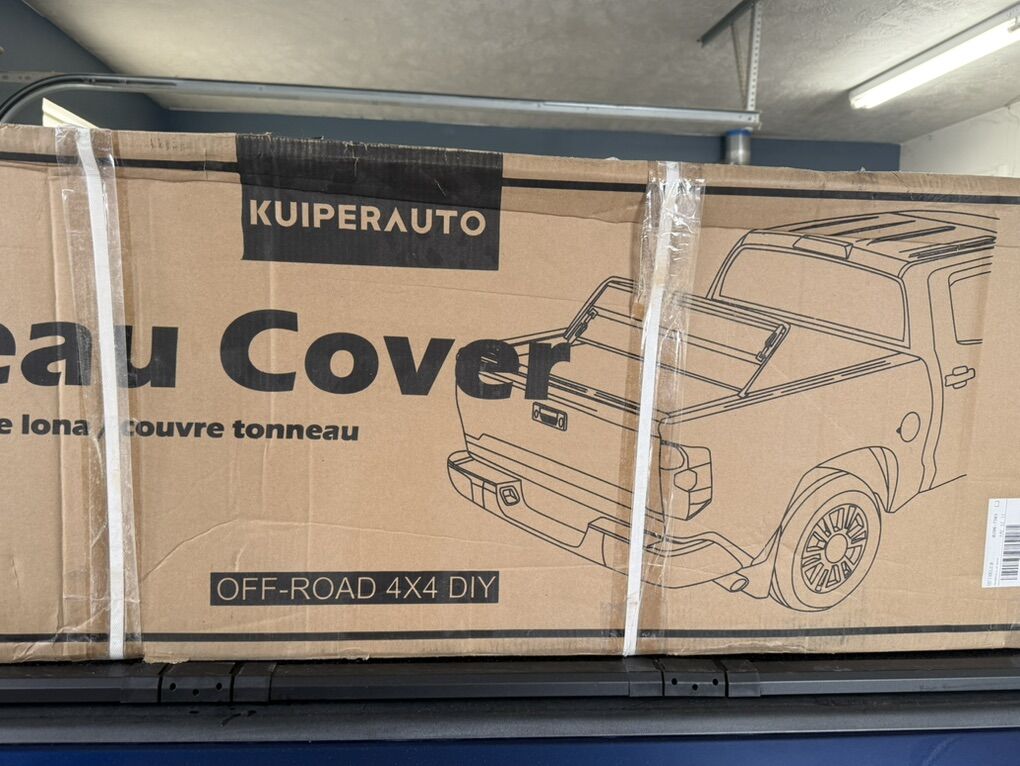 KUIPERAUTO
eau Cover
e lona / couvre tonneau
OFF-ROAD 4X4 DIY